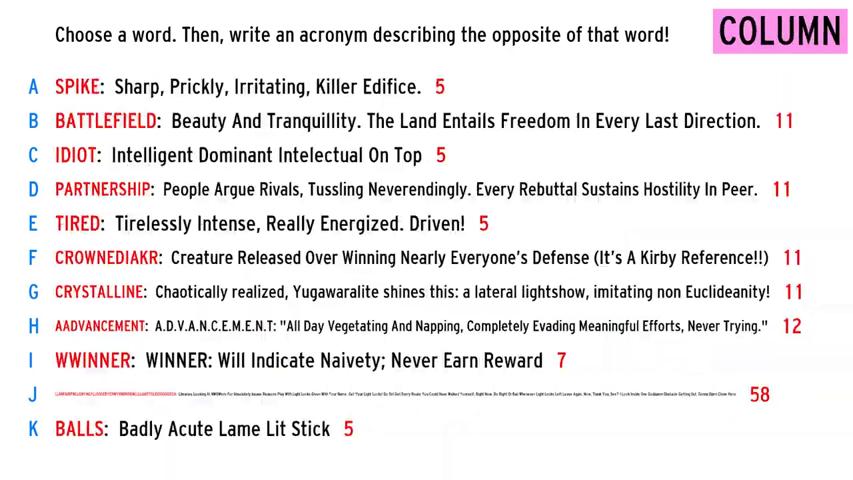 Choose a word. Then, write an acronym describing the opposite of that word!
COLUMN
A SPIKE: Sharp, Prickly, Irritating, Killer Edifice. 5
B BATTLEFIELD: Beauty And Tranquillity. The Land Entails Freedom In Every Last Direction. 11
C IDIOT: Intelligent Dominant Intelectual On Top 5
D PARTNERSHIP: People Argue Rivals, Tussling Neverendingly. Every Rebuttal Sustains Hostility In Peer. 11
E TIRED: Tirelessly Intense, Really Energized. Driven! 5
F CROWNEDIAKR: Creature Released Over Winning Nearly Everyone's Defense (It's A Kirby Reference!!) 11
G CRYSTALLINE: Chaotically realized, Yugawaralite shines this: a lateral lightshow, imitating non Euclideanity! 11
H AADVANCEMENT: A.D.V.A.N.C.E.M.E.N.T: "All Day Vegetating And Napping, Completely Evading Meaningful Efforts, Never Trying." 12
I WWINNER: WINNER: Will Indicate Naivety; Never Earn Reward 7
J 58
K BALLS: Badly Acute Lame Lit Stick 5